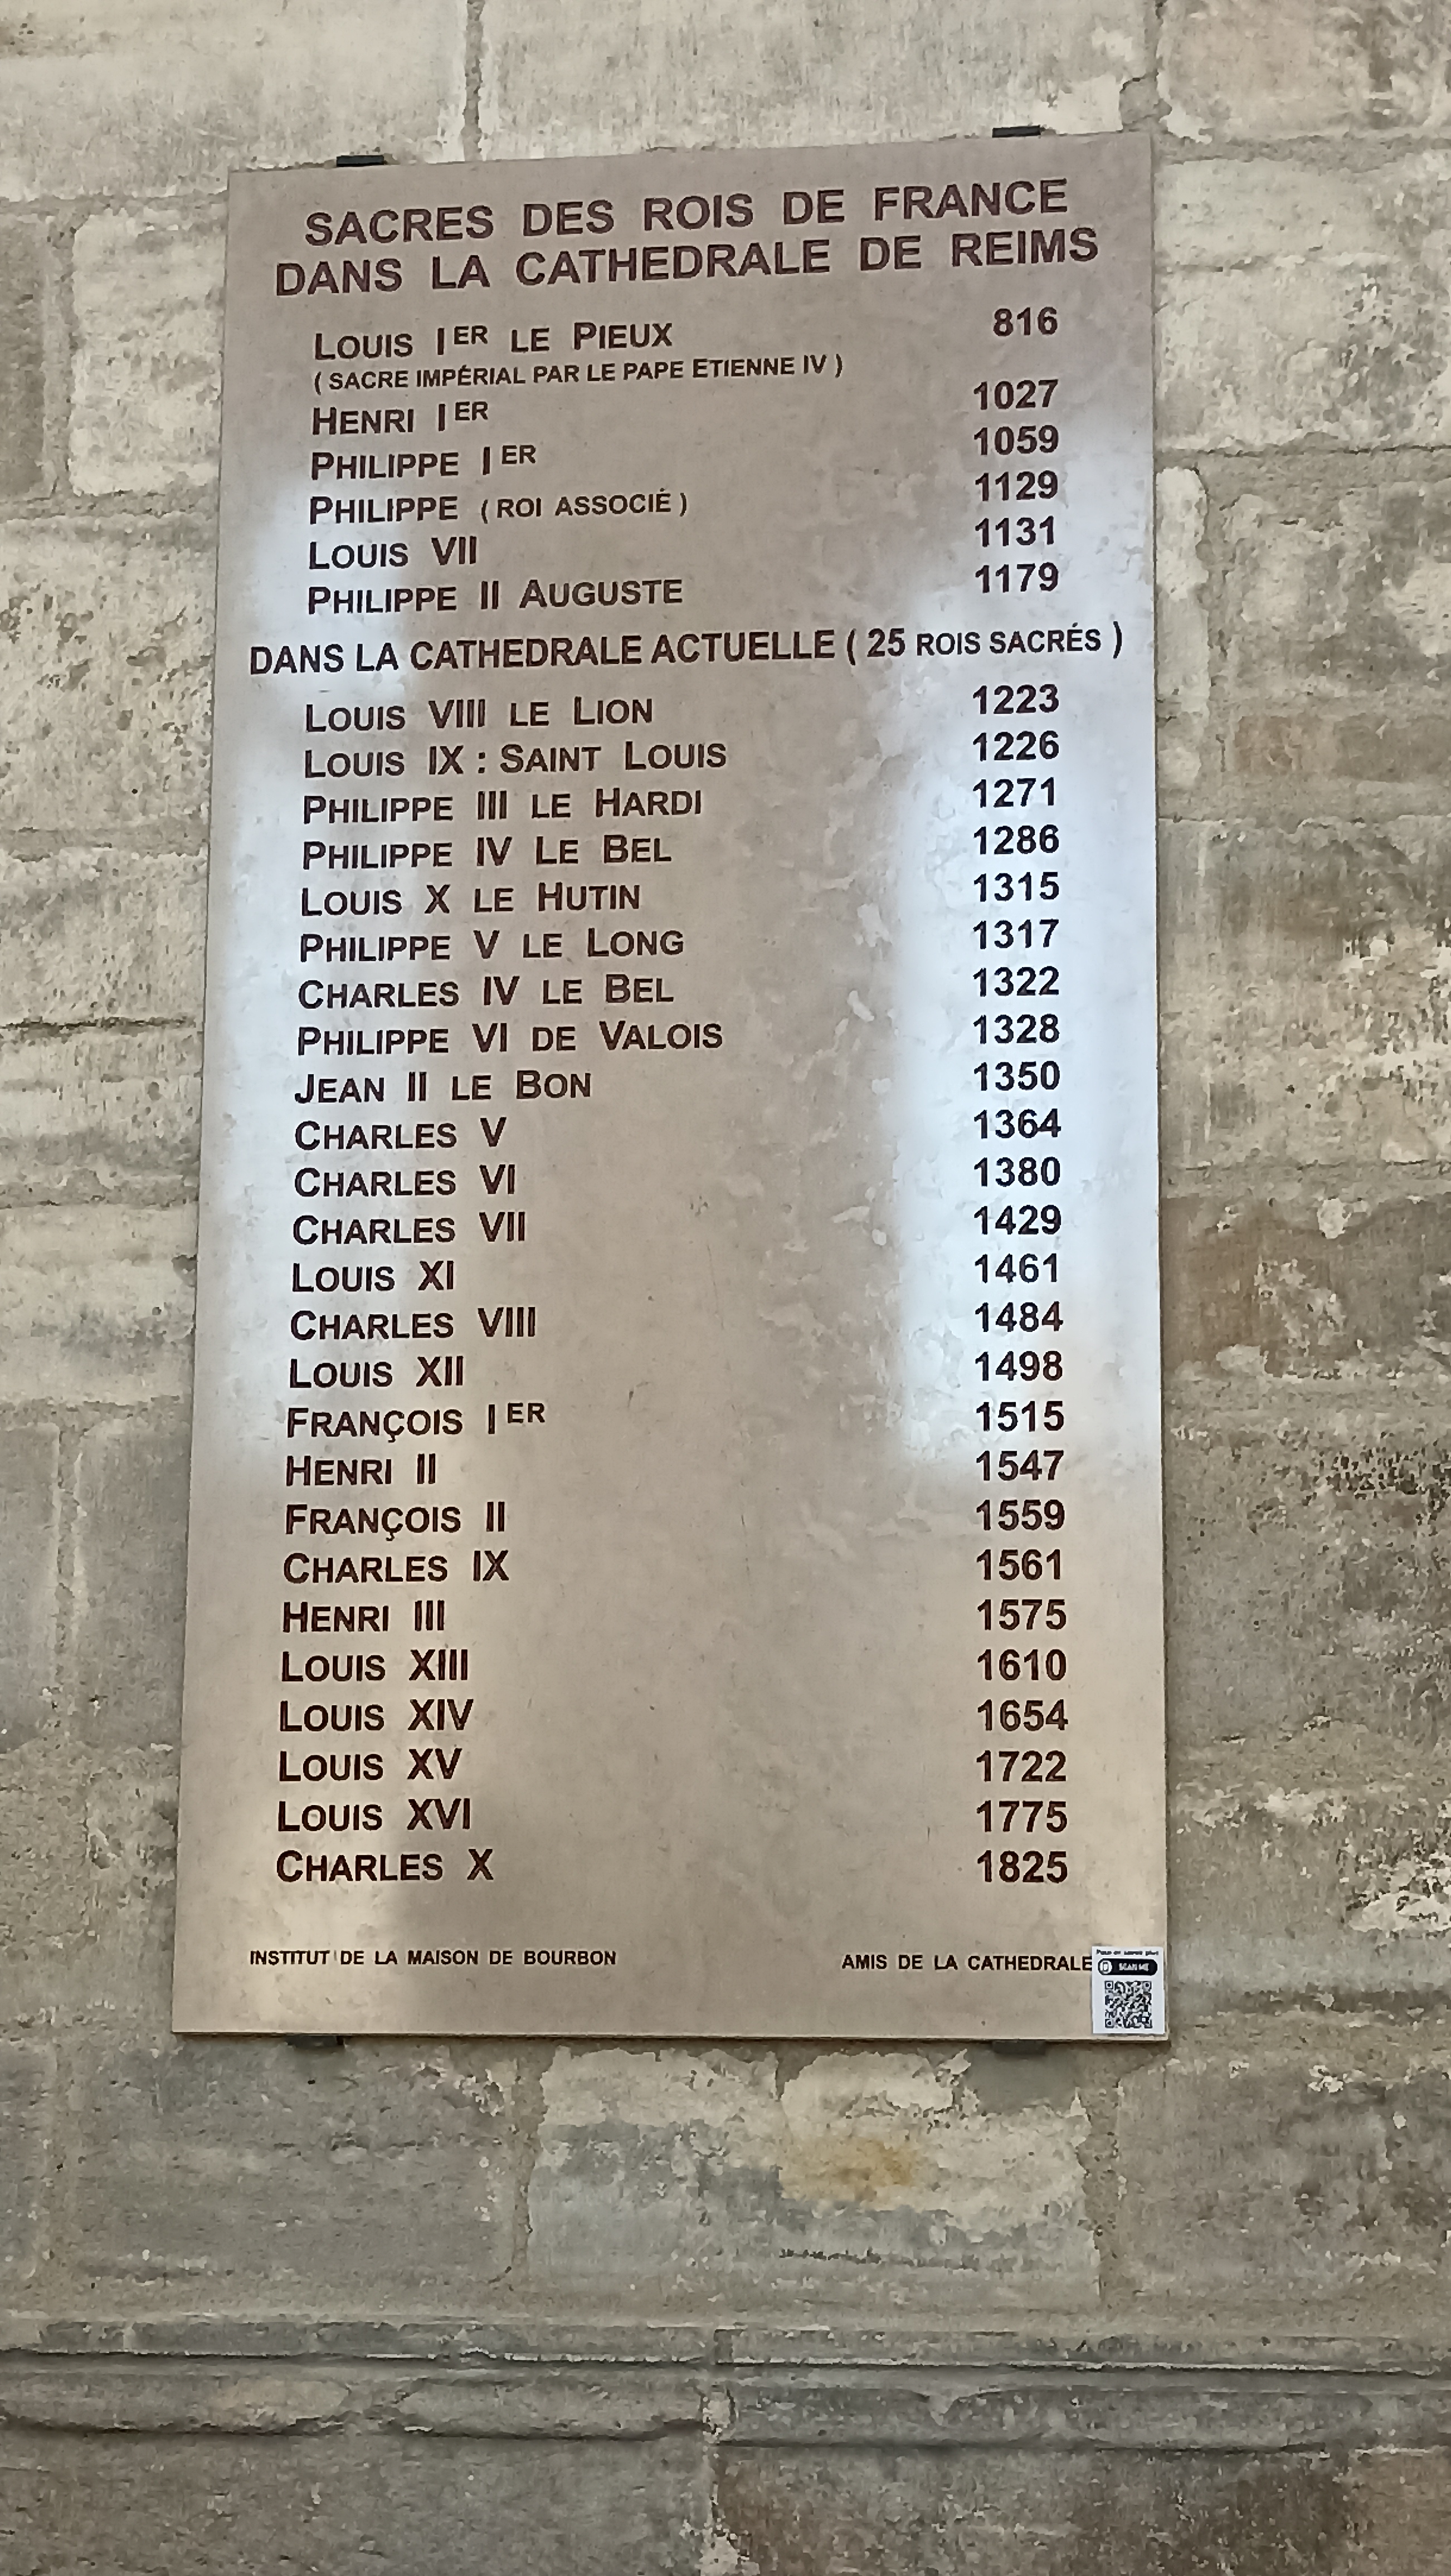 SACRES DES ROIS DE FRANCE
DANS LA CATHEDRALE DE REIMS
LOUIS IER LE PIEUX 816
( SACRE IMPÉRIAL PAR LE PAPE ETIENNE IV )
HENRI IER 1027
PHILIPPE IER 1059
PHILIPPE ( ROI ASSOCIÉ ) 1129
LOUIS VII 1131
PHILIPPE II AUGUSTE 1179
DANS LA CATHEDRALE ACTUELLE ( 25 ROIS SACRÉS )
LOUIS VIII LE LION 1223
LOUIS IX : SAINT LOUIS 1226
PHILIPPE III LE HARDI 1271
PHILIPPE IV LE BEL 1286
LOUIS X LE HUTIN 1315
PHILIPPE V LE LONG 1317
CHARLES IV LE BEL 1322
PHILIPPE VI DE VALOIS 1328
JEAN II LE BON 1350
CHARLES V 1364
CHARLES VI 1380
CHARLES VII 1429
LOUIS XI 1461
CHARLES VIII 1484
LOUIS XII 1498
FRANÇOIS IER 1515
HENRI II 1547
FRANÇOIS II 1559
CHARLES IX 1561
HENRI III 1575
LOUIS XIII 1610
LOUIS XIV 1654
LOUIS XV 1722
LOUIS XVI 1775
CHARLES X 1825
INSTITUT DE LA MAISON DE BOURBON AMIS DE LA CATHEDRALE
Pour en savoir plus
SCAN ME